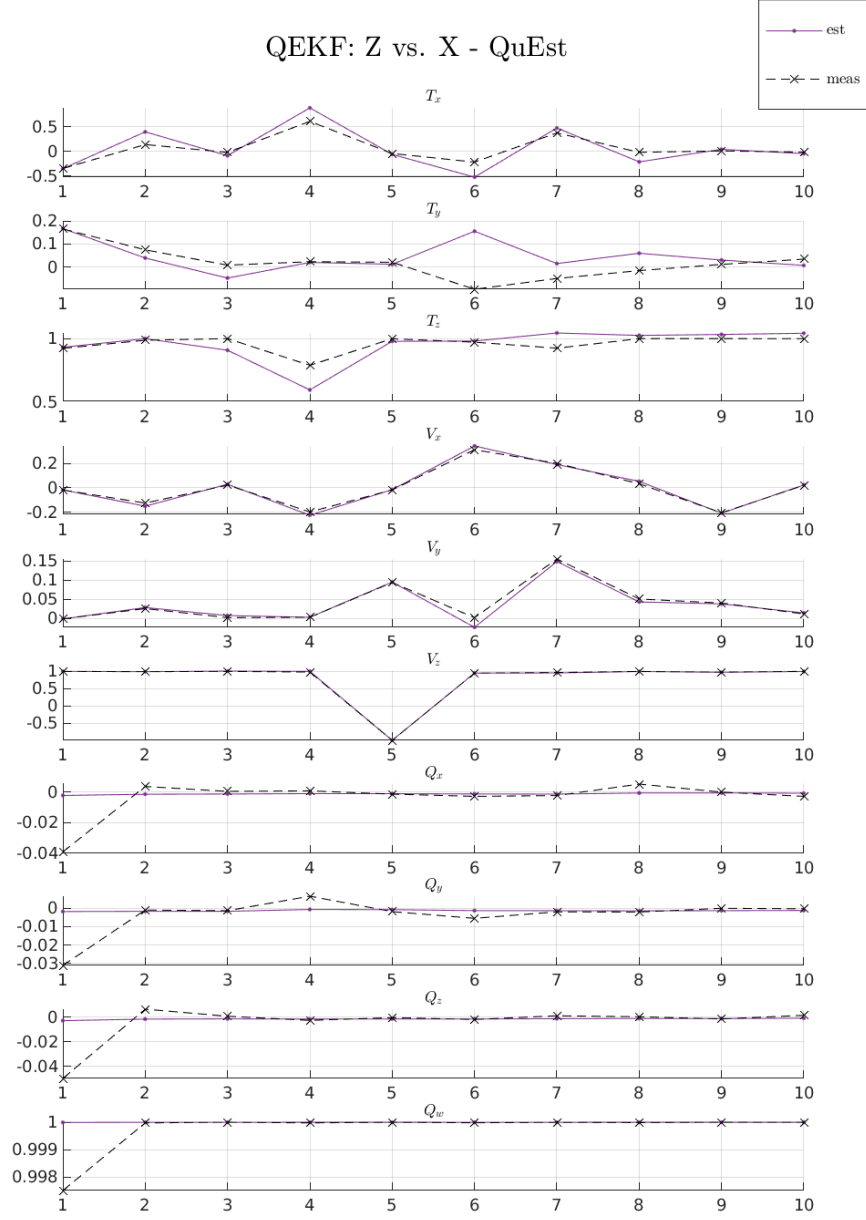 QEKF: Z vs. X - QuEst
est
meas
T_x
0.5
0
-0.5
1 2 3 4 5 6 7 8 9 10
T_y
0.2
0.1
0
1 2 3 4 5 6 7 8 9 10
T_z
1
0.5
1 2 3 4 5 6 7 8 9 10
V_x
0.2
0
-0.2
1 2 3 4 5 6 7 8 9 10
V_y
0.15
0.1
0.05
0
1 2 3 4 5 6 7 8 9 10
V_z
1
0.5
0
-0.5
1 2 3 4 5 6 7 8 9 10
Q_x
0
-0.02
-0.04
1 2 3 4 5 6 7 8 9 10
Q_y
0
-0.01
-0.02
-0.03
1 2 3 4 5 6 7 8 9 10
Q_z
0
-0.02
-0.04
1 2 3 4 5 6 7 8 9 10
Q_w
1
0.999
0.998
1 2 3 4 5 6 7 8 9 10